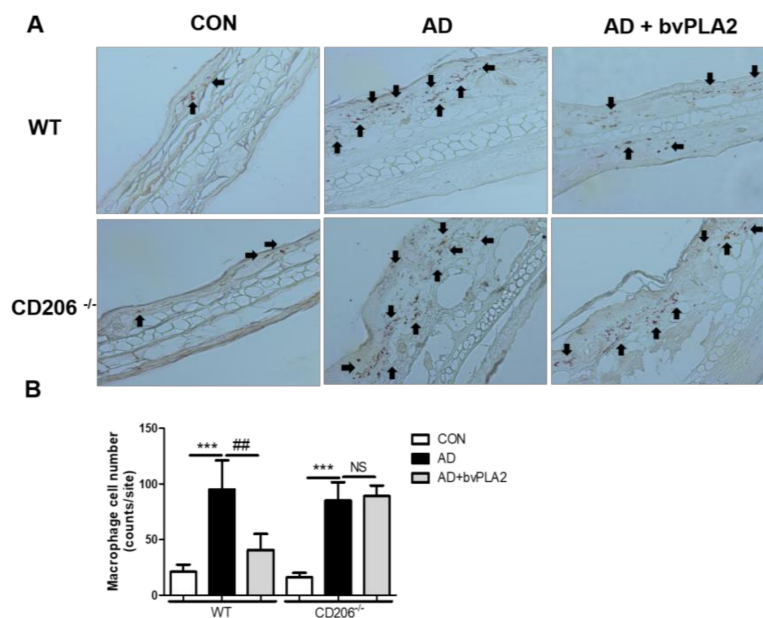 A
CON
AD
AD + bvPLA2
WT
CD206 -/-
B
Macrophage cell number
(counts/site)
150
100
50
0
*** ##
*** NS
WT
CD206-/-
CON
AD
AD+bvPLA2